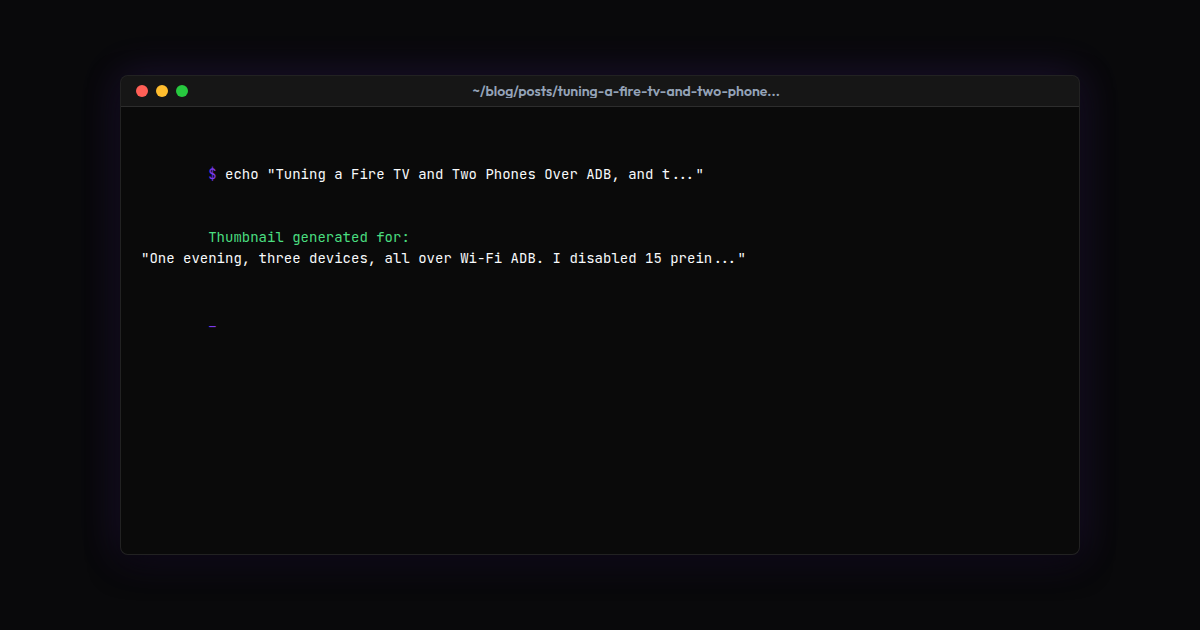 ~/blog/posts/tuning-a-fire-tv-and-two-phone...
$ echo "Tuning a Fire TV and Two Phones Over ADB, and t..."
Thumbnail generated for:
"One evening, three devices, all over Wi-Fi ADB. I disabled 15 prein..."
_